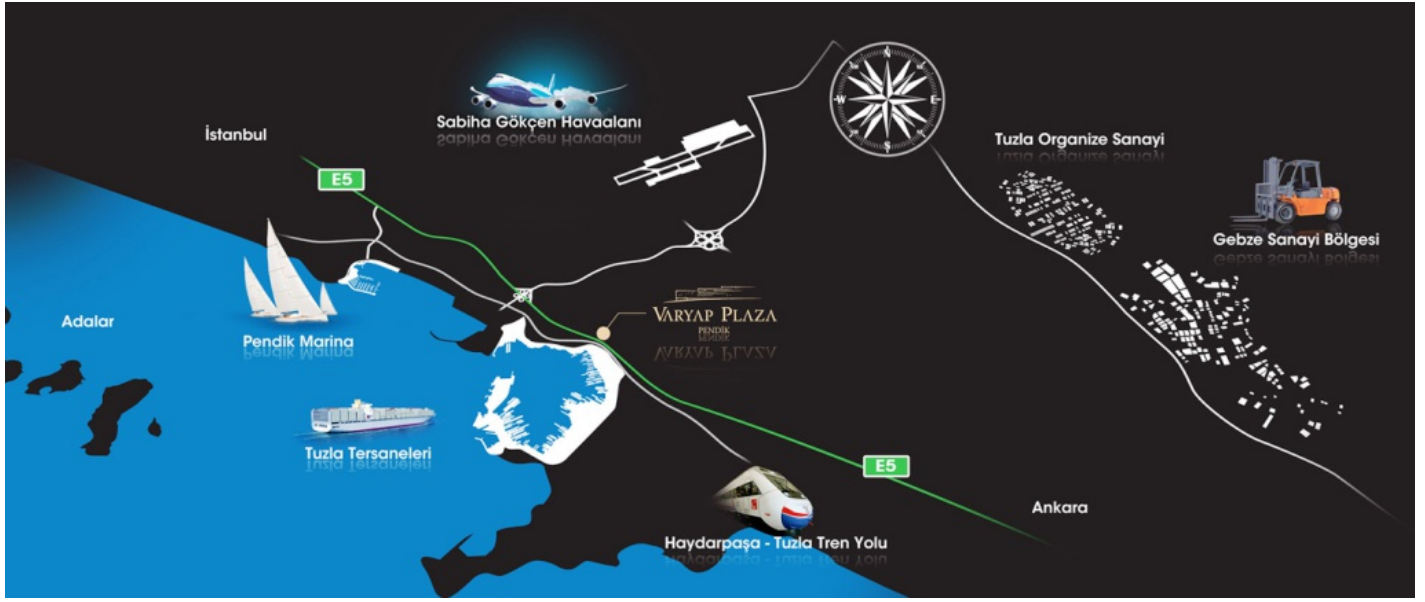 N
W
E
S
Sabiha Gökçen Havaalanı
İstanbul
Tuzla Organize Sanayi
E5
Gebze Sanayi Bölgesi
VARYAP PLAZA
PENDİK
Adalar
Pendik Marina
Tuzla Tersaneleri
E5
Ankara
Haydarpaşa - Tuzla Tren Yolu